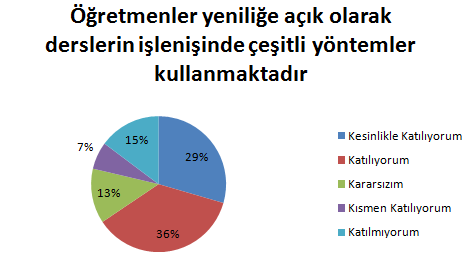 Öğretmenler yeniliğe açık olarak
derslerin işlenişinde çeşitli yöntemler
kullanmaktadır
29%
36%
13%
7%
15%
Kesinlikle Katılıyorum
Katılıyorum
Kararsızım
Kısmen Katılıyorum
Katılmıyorum